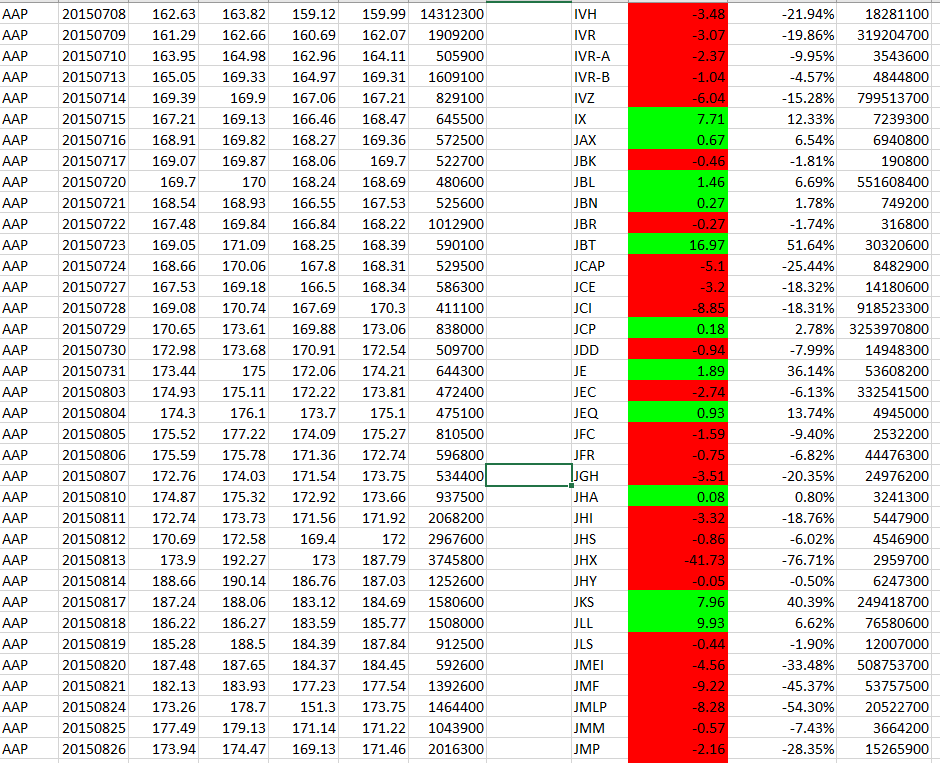 AAP 20150708 162.63 163.82 159.12 159.99 14312300 IVH -3.48 -21.94% 18281100
AAP 20150709 161.29 162.66 160.69 162.07 1909200 IVR -3.07 -19.86% 319204700
AAP 20150710 163.95 164.98 162.96 164.11 505900 IVR-A -2.37 -9.95% 3543600
AAP 20150713 165.05 169.33 164.97 169.31 1609100 IVR-B -1.04 -4.57% 4844800
AAP 20150714 169.39 169.9 167.06 167.21 829100 IVZ -6.04 -15.28% 799513700
AAP 20150715 167.21 169.13 166.46 168.47 645500 IX 7.71 12.33% 7239300
AAP 20150716 168.91 169.82 168.27 169.36 572500 JAX 0.67 6.54% 6940800
AAP 20150717 169.07 169.87 168.06 169.7 522700 JBK -0.46 -1.81% 190800
AAP 20150720 169.7 170 168.24 168.69 480600 JBL 1.46 6.69% 551608400
AAP 20150721 168.54 168.93 166.55 167.53 525600 JBN 0.27 1.78% 749200
AAP 20150722 167.48 169.84 166.84 168.22 1012900 JBR -0.27 -1.74% 316800
AAP 20150723 169.05 171.09 168.25 168.39 590100 JBT 16.97 51.64% 30320600
AAP 20150724 168.66 170.06 167.8 168.31 529500 JCAP -5.1 -25.44% 8482900
AAP 20150727 167.53 169.18 166.5 168.34 586300 JCE -3.2 -18.32% 14180600
AAP 20150728 169.08 170.74 167.69 170.3 411100 JCI -8.85 -18.31% 918523300
AAP 20150729 170.65 173.61 169.88 173.06 838000 JCP 0.18 2.78% 3253970800
AAP 20150730 172.98 173.68 170.91 172.54 509700 JDD -0.94 -7.99% 14948300
AAP 20150731 173.44 175 172.06 174.21 644300 JE 1.89 36.14% 53608200
AAP 20150803 174.93 175.11 172.22 173.81 472400 JEC -2.74 -6.13% 332541500
AAP 20150804 174.3 176.1 173.7 175.1 475100 JEQ 0.93 13.74% 4945000
AAP 20150805 175.52 177.22 174.09 175.27 810500 JFC -1.59 -9.40% 2532200
AAP 20150806 175.59 175.78 171.36 172.74 596800 JFR -0.75 -6.82% 44476300
AAP 20150807 172.76 174.03 171.54 173.75 534400 JGH -3.51 -20.35% 24976200
AAP 20150810 174.87 175.32 172.92 173.66 937500 JHA 0.08 0.80% 3241300
AAP 20150811 172.74 173.73 171.56 171.92 2068200 JHI -3.32 -18.76% 5447900
AAP 20150812 170.69 172.58 169.4 172 2967600 JHS -0.86 -6.02% 4546900
AAP 20150813 173.9 192.27 173 187.79 3745800 JHX -41.73 -76.71% 2959700
AAP 20150814 188.66 190.14 186.76 187.03 1252600 JHY -0.05 -0.50% 6247300
AAP 20150817 187.24 188.06 183.12 184.69 1580600 JKS 7.96 40.39% 249418700
AAP 20150818 186.22 186.27 183.59 185.77 1508000 JLL 9.93 6.62% 76580600
AAP 20150819 185.28 188.5 184.39 187.84 912500 JLS -0.44 -1.90% 12007000
AAP 20150820 187.48 187.65 184.37 184.45 592600 JMEI -4.56 -33.48% 508753700
AAP 20150821 182.13 183.93 177.23 177.54 1392600 JMF -9.22 -45.37% 53757500
AAP 20150824 173.26 178.7 151.3 173.75 1464400 JMLP -8.28 -54.30% 20522700
AAP 20150825 177.49 179.13 171.14 171.22 1043900 JMM -0.57 -7.43% 3664200
AAP 20150826 173.94 174.47 169.13 171.46 2016300 JMP -2.16 -28.35% 15265900